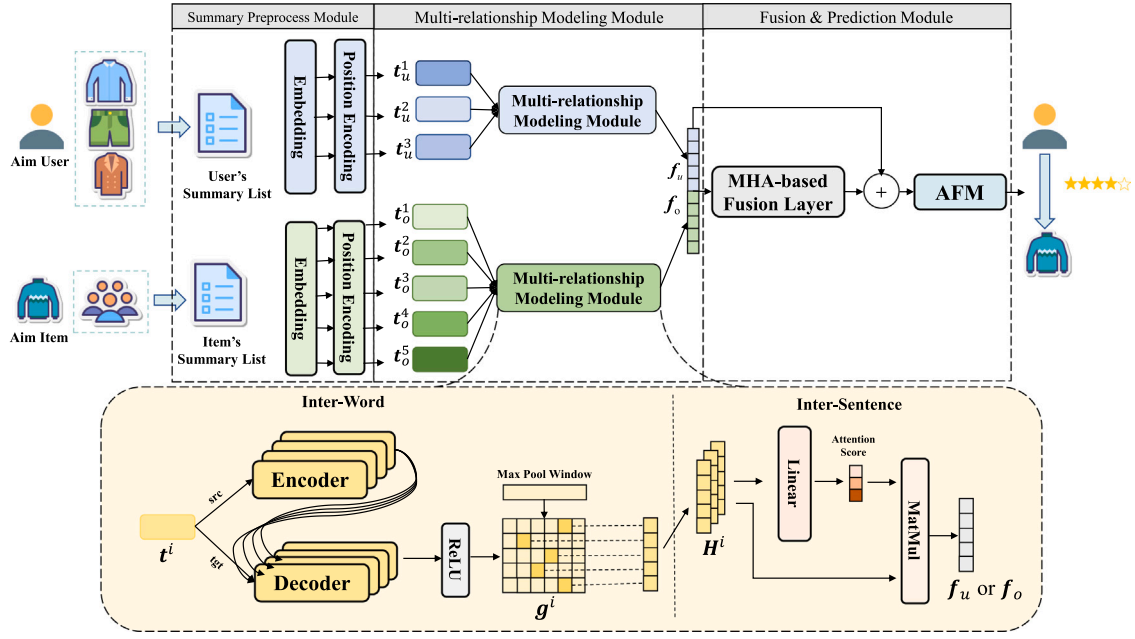 Summary Preprocess Module
Multi-relationship Modeling Module
Fusion & Prediction Module
Aim User
User's
Summary List
Embedding
Position Encoding
t_u^1
t_u^2
t_u^3
Multi-relationship
Modeling Module
f_u
f_o
MHA-based
Fusion Layer
+
AFM
Aim Item
Item's
Summary List
Embedding
Position Encoding
t_o^1
t_o^2
t_o^3
t_o^4
t_o^5
Multi-relationship
Modeling Module
Inter-Word
Inter-Sentence
t^i
src
tgt
Encoder
Decoder
ReLU
Max Pool Window
g^i
H^i
Linear
Attention
Score
MatMul
f_u or f_o